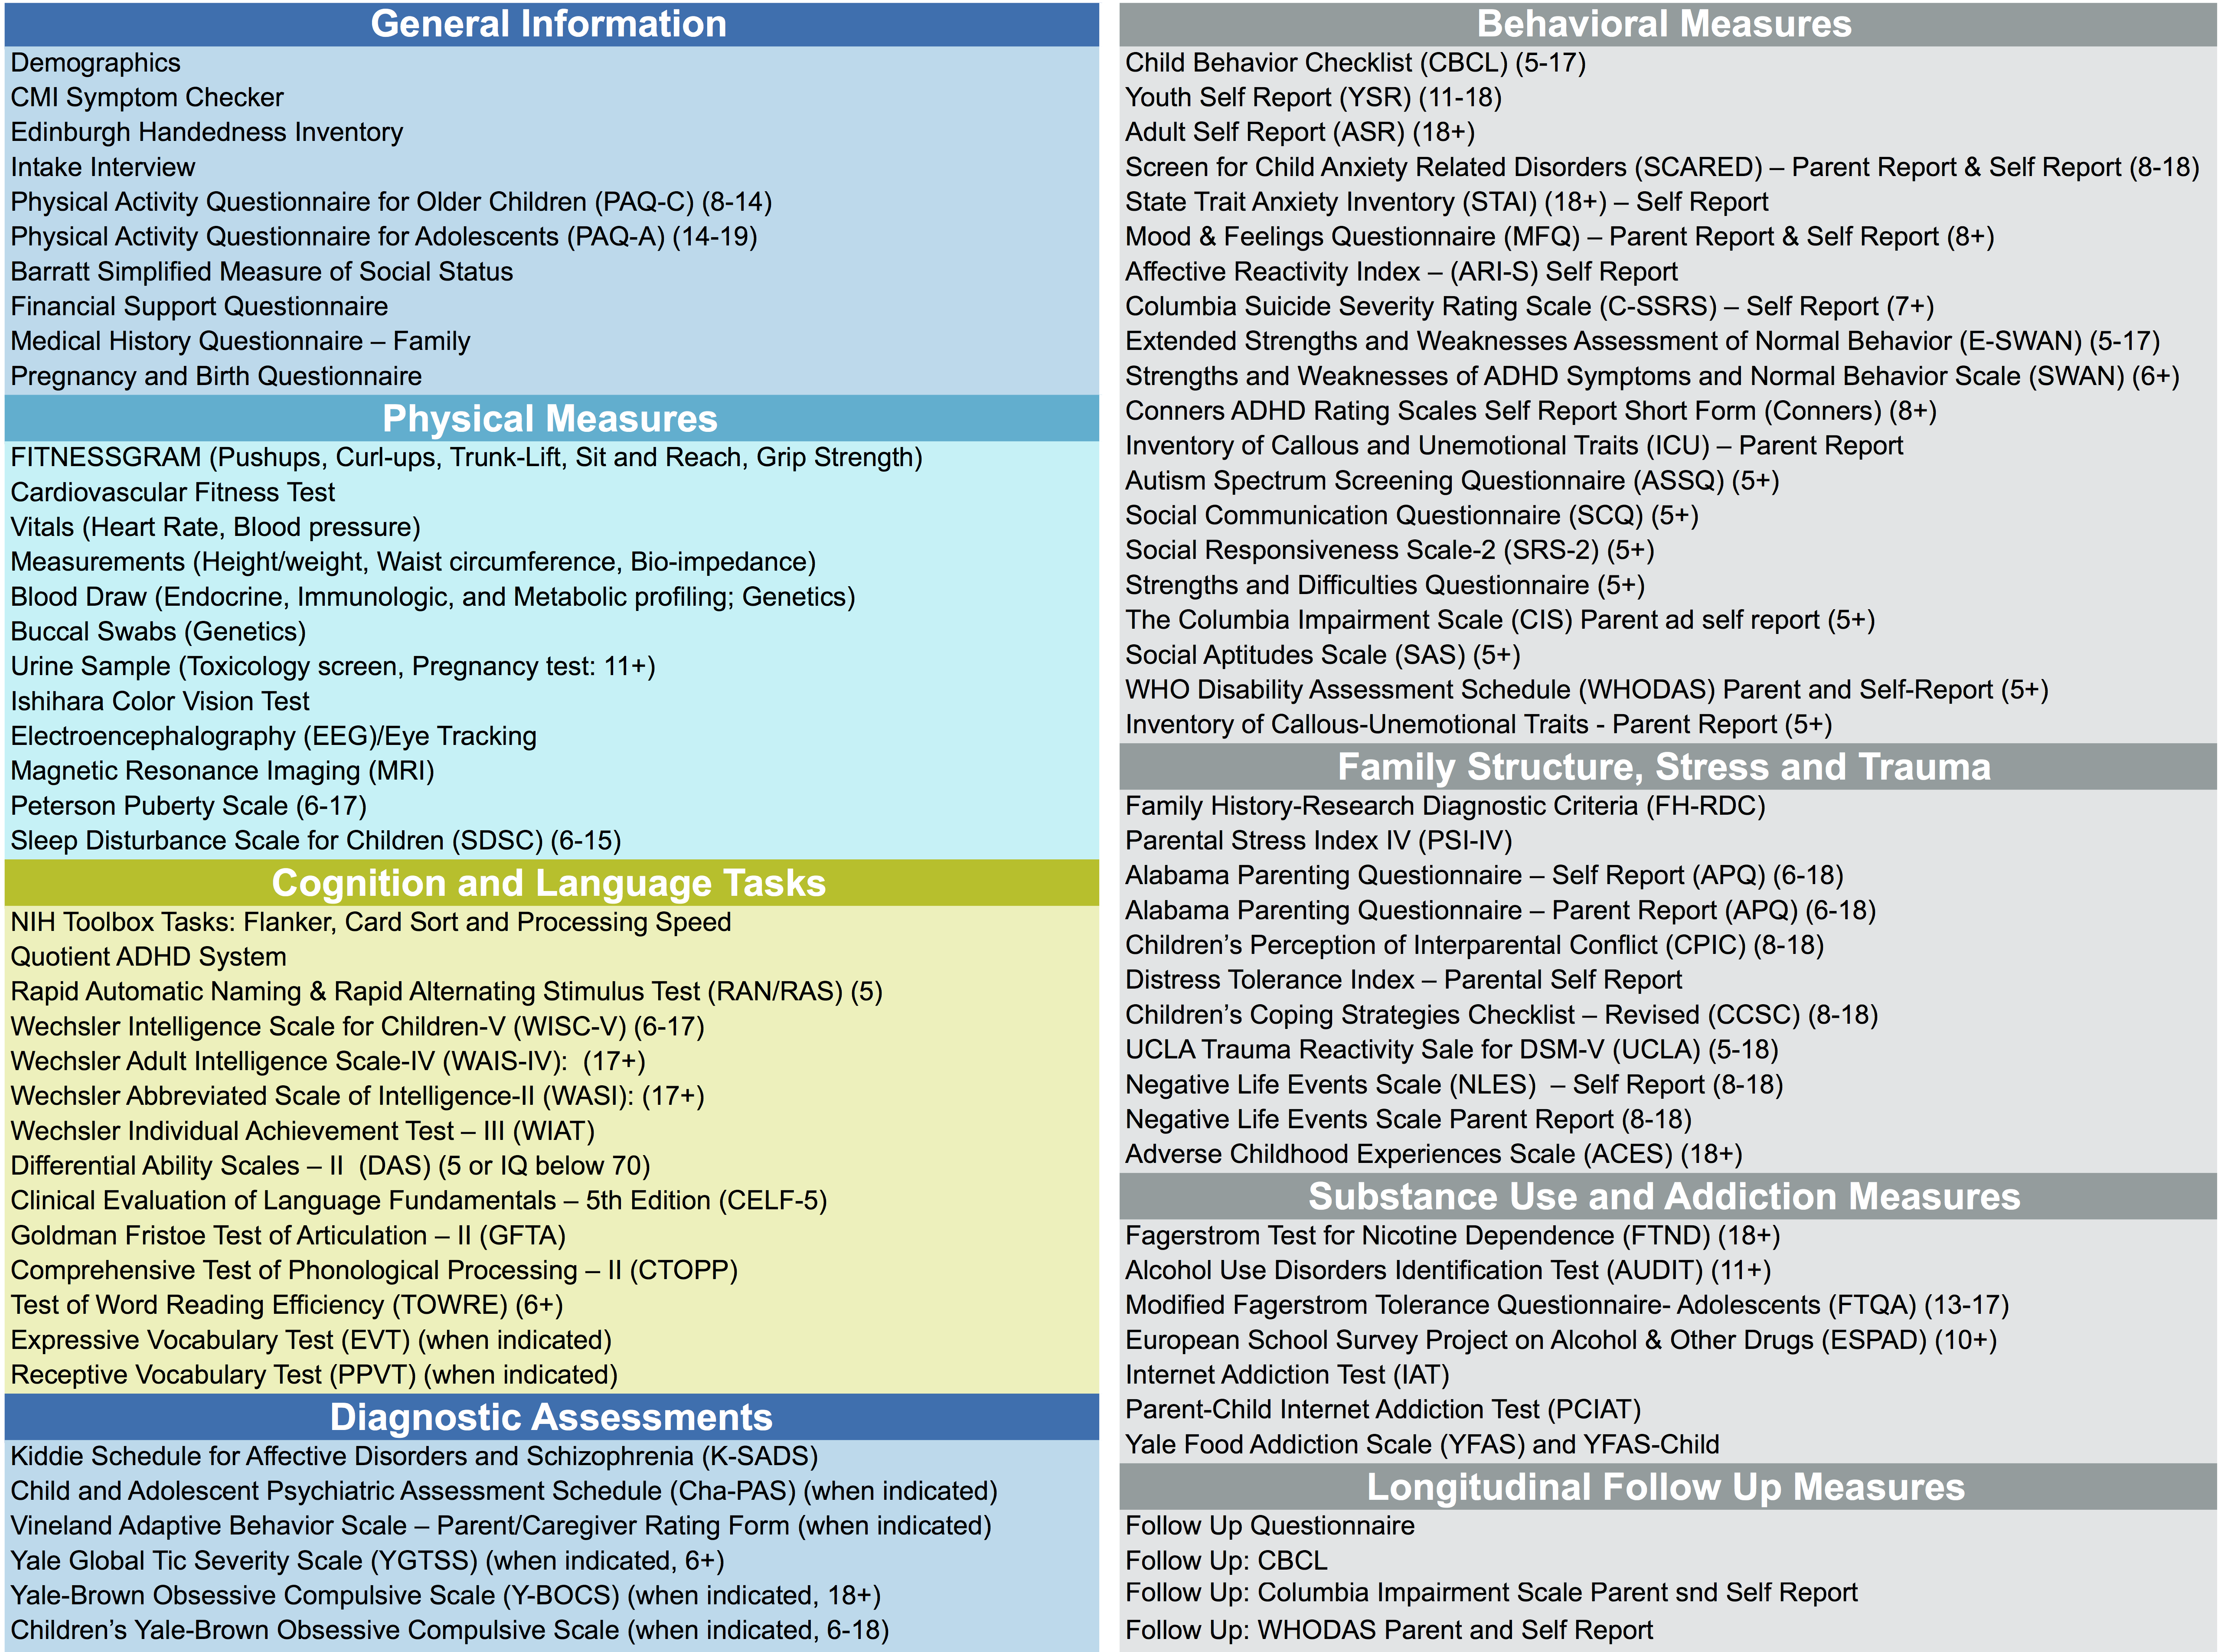 General Information
Demographics
CMI Symptom Checker
Edinburgh Handedness Inventory
Intake Interview
Physical Activity Questionnaire for Older Children (PAQ-C) (8-14)
Physical Activity Questionnaire for Adolescents (PAQ-A) (14-19)
Barratt Simplified Measure of Social Status
Financial Support Questionnaire
Medical History Questionnaire – Family
Pregnancy and Birth Questionnaire
Physical Measures
FITNESSGRAM (Pushups, Curl-ups, Trunk-Lift, Sit and Reach, Grip Strength)
Cardiovascular Fitness Test
Vitals (Heart Rate, Blood pressure)
Measurements (Height/weight, Waist circumference, Bio-impedance)
Blood Draw (Endocrine, Immunologic, and Metabolic profiling; Genetics)
Buccal Swabs (Genetics)
Urine Sample (Toxicology screen, Pregnancy test: 11+)
Ishihara Color Vision Test
Electroencephalography (EEG)/Eye Tracking
Magnetic Resonance Imaging (MRI)
Peterson Puberty Scale (6-17)
Sleep Disturbance Scale for Children (SDSC) (6-15)
Cognition and Language Tasks
NIH Toolbox Tasks: Flanker, Card Sort and Processing Speed
Quotient ADHD System
Rapid Automatic Naming & Rapid Alternating Stimulus Test (RAN/RAS) (5)
Wechsler Intelligence Scale for Children-V (WISC-V) (6-17)
Wechsler Adult Intelligence Scale-IV (WAIS-IV):  (17+)
Wechsler Abbreviated Scale of Intelligence-II (WASI): (17+)
Wechsler Individual Achievement Test – III (WIAT)
Differential Ability Scales – II  (DAS) (5 or IQ below 70)
Clinical Evaluation of Language Fundamentals – 5th Edition (CELF-5)
Goldman Fristoe Test of Articulation – II (GFTA)
Comprehensive Test of Phonological Processing – II (CTOPP)
Test of Word Reading Efficiency (TOWRE) (6+)
Expressive Vocabulary Test (EVT) (when indicated)
Receptive Vocabulary Test (PPVT) (when indicated)
Diagnostic Assessments
Kiddie Schedule for Affective Disorders and Schizophrenia (K-SADS)
Child and Adolescent Psychiatric Assessment Schedule (Cha-PAS) (when indicated)
Vineland Adaptive Behavior Scale – Parent/Caregiver Rating Form (when indicated)
Yale Global Tic Severity Scale (YGTSS) (when indicated, 6+)
Yale-Brown Obsessive Compulsive Scale (Y-BOCS) (when indicated, 18+)
Children's Yale-Brown Obsessive Compulsive Scale (when indicated, 6-18)
Behavioral Measures
Child Behavior Checklist (CBCL) (5-17)
Youth Self Report (YSR) (11-18)
Adult Self Report (ASR) (18+)
Screen for Child Anxiety Related Disorders (SCARED) – Parent Report & Self Report (8-18)
State Trait Anxiety Inventory (STAI) (18+) – Self Report
Mood & Feelings Questionnaire (MFQ) – Parent Report & Self Report (8+)
Affective Reactivity Index – (ARI-S) Self Report
Columbia Suicide Severity Rating Scale (C-SSRS) – Self Report (7+)
Extended Strengths and Weaknesses Assessment of Normal Behavior (E-SWAN) (5-17)
Strengths and Weaknesses of ADHD Symptoms and Normal Behavior Scale (SWAN) (6+)
Conners ADHD Rating Scales Self Report Short Form (Conners) (8+)
Inventory of Callous and Unemotional Traits (ICU) – Parent Report
Autism Spectrum Screening Questionnaire (ASSQ) (5+)
Social Communication Questionnaire (SCQ) (5+)
Social Responsiveness Scale-2 (SRS-2) (5+)
Strengths and Difficulties Questionnaire (5+)
The Columbia Impairment Scale (CIS) Parent ad self report (5+)
Social Aptitudes Scale (SAS) (5+)
WHO Disability Assessment Schedule (WHODAS) Parent and Self-Report (5+)
Inventory of Callous-Unemotional Traits - Parent Report (5+)
Family Structure, Stress and Trauma
Family History-Research Diagnostic Criteria (FH-RDC)
Parental Stress Index IV (PSI-IV)
Alabama Parenting Questionnaire – Self Report (APQ) (6-18)
Alabama Parenting Questionnaire – Parent Report (APQ) (6-18)
Children's Perception of Interparental Conflict (CPIC) (8-18)
Distress Tolerance Index – Parental Self Report
Children's Coping Strategies Checklist – Revised (CCSC) (8-18)
UCLA Trauma Reactivity Sale for DSM-V (UCLA) (5-18)
Negative Life Events Scale (NLES)  – Self Report (8-18)
Negative Life Events Scale Parent Report (8-18)
Adverse Childhood Experiences Scale (ACES) (18+)
Substance Use and Addiction Measures
Fagerstrom Test for Nicotine Dependence (FTND) (18+)
Alcohol Use Disorders Identification Test (AUDIT) (11+)
Modified Fagerstrom Tolerance Questionnaire- Adolescents (FTQA) (13-17)
European School Survey Project on Alcohol & Other Drugs (ESPAD) (10+)
Internet Addiction Test (IAT)
Parent-Child Internet Addiction Test (PCIAT)
Yale Food Addiction Scale (YFAS) and YFAS-Child
Longitudinal Follow Up Measures
Follow Up Questionnaire
Follow Up: CBCL
Follow Up: Columbia Impairment Scale Parent snd Self Report
Follow Up: WHODAS Parent and Self Report